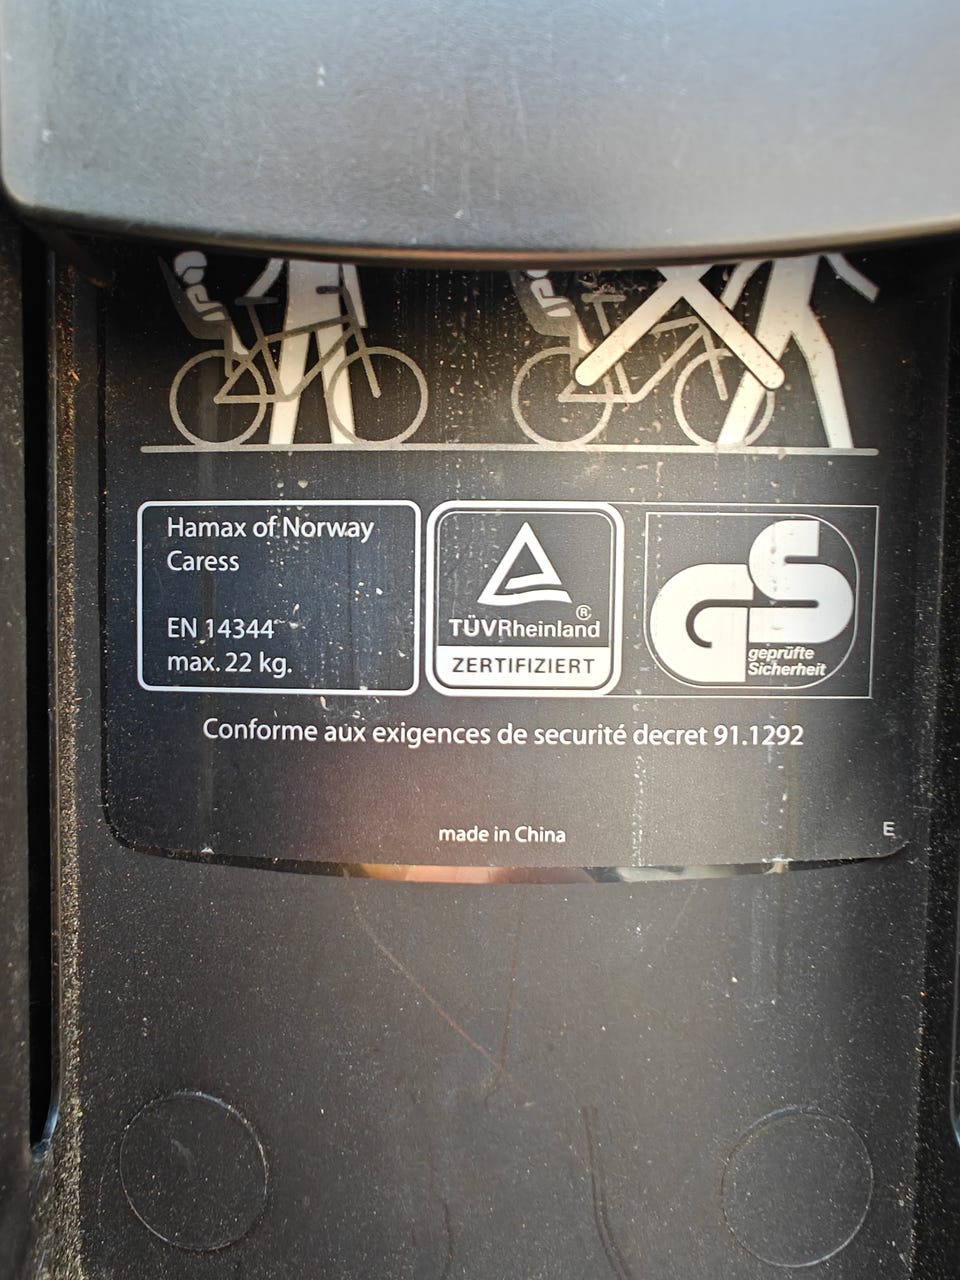 Hamax of Norway
Caress
EN 14344
max. 22 kg.
®
TÜVRheinland
ZERTIFIZIERT
GS
geprüfte
Sicherheit
Conforme aux exigences de securité decret 91.1292
made in China
E